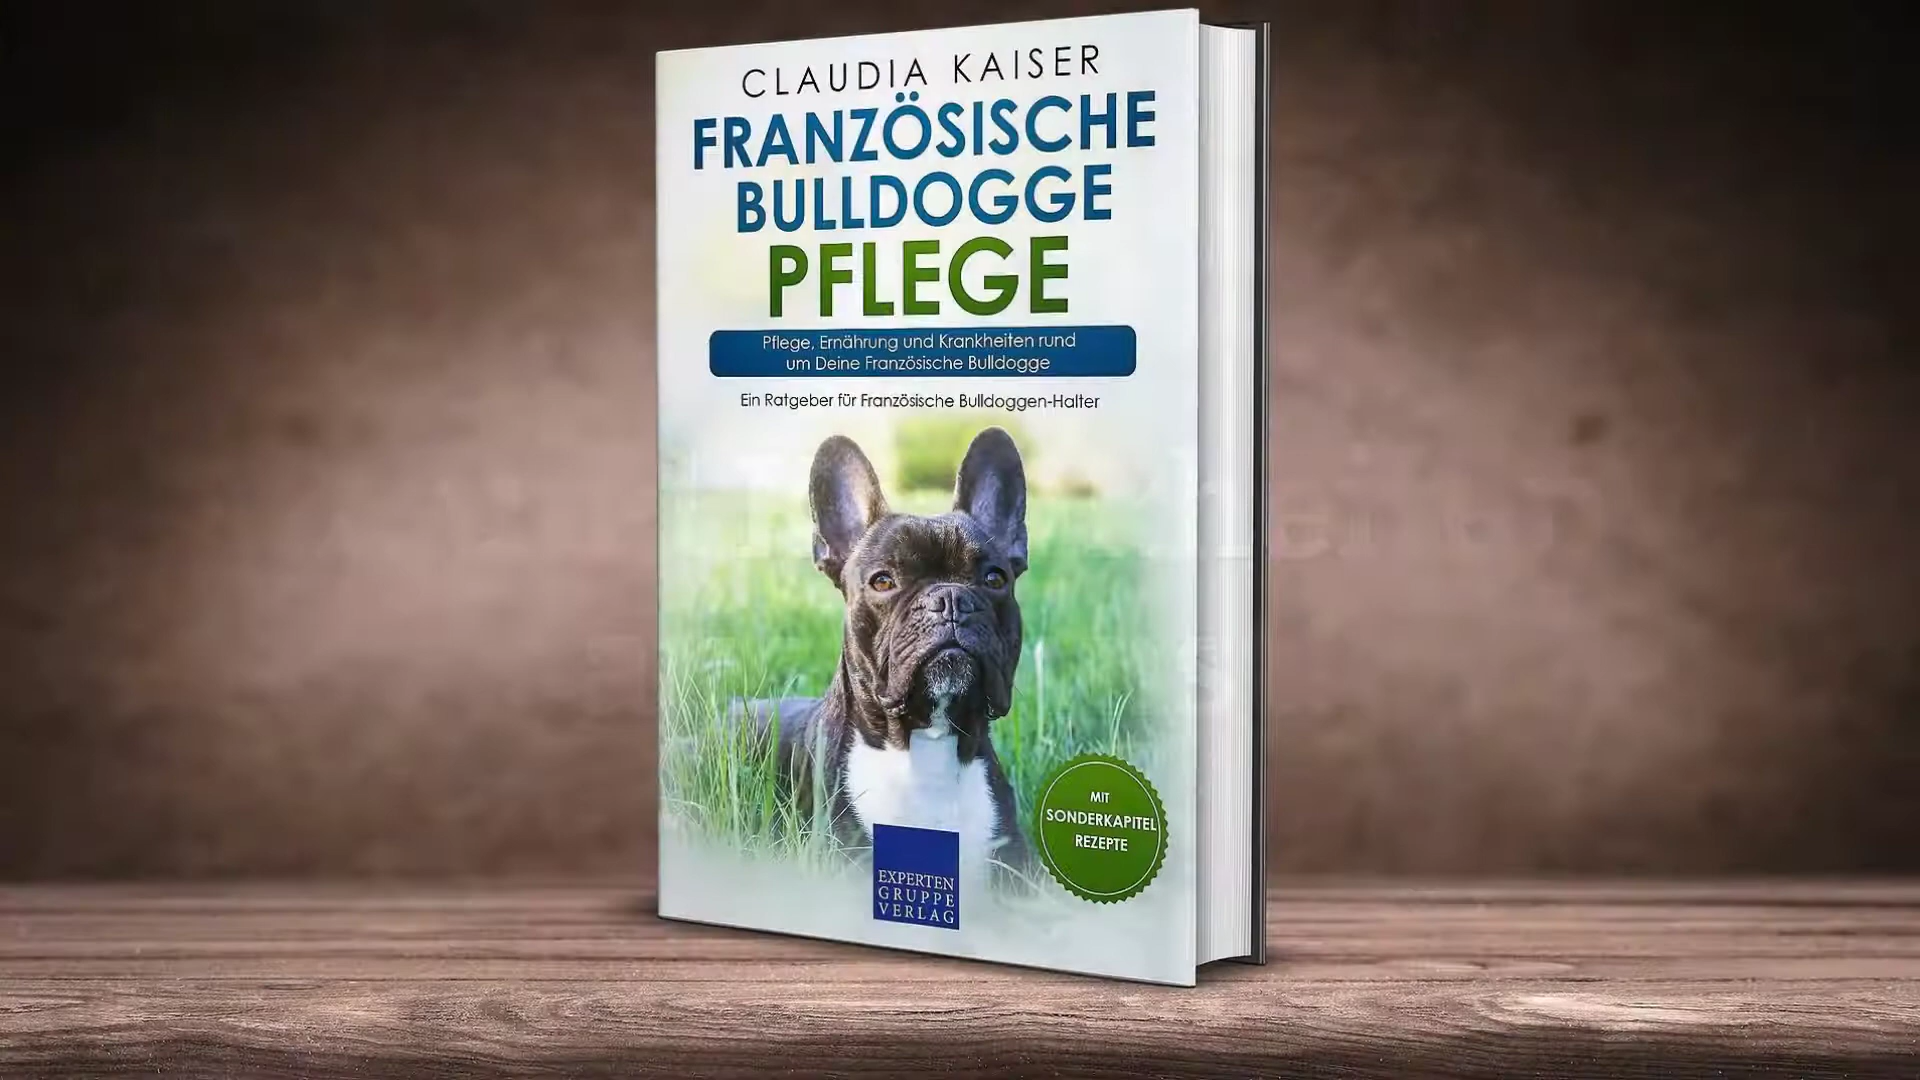 CLAUDIA KAISER
FRANZÖSISCHE
BULLDOGGE
PFLEGE
Pflege, Ernährung und Krankheiten rund
um Deine Französische Bulldogge
Ein Ratgeber für Französische Bulldoggen-Halter
MIT
SONDERKAPITEL
REZEPTE
EXPERTEN
GRUPPE
VERLAG